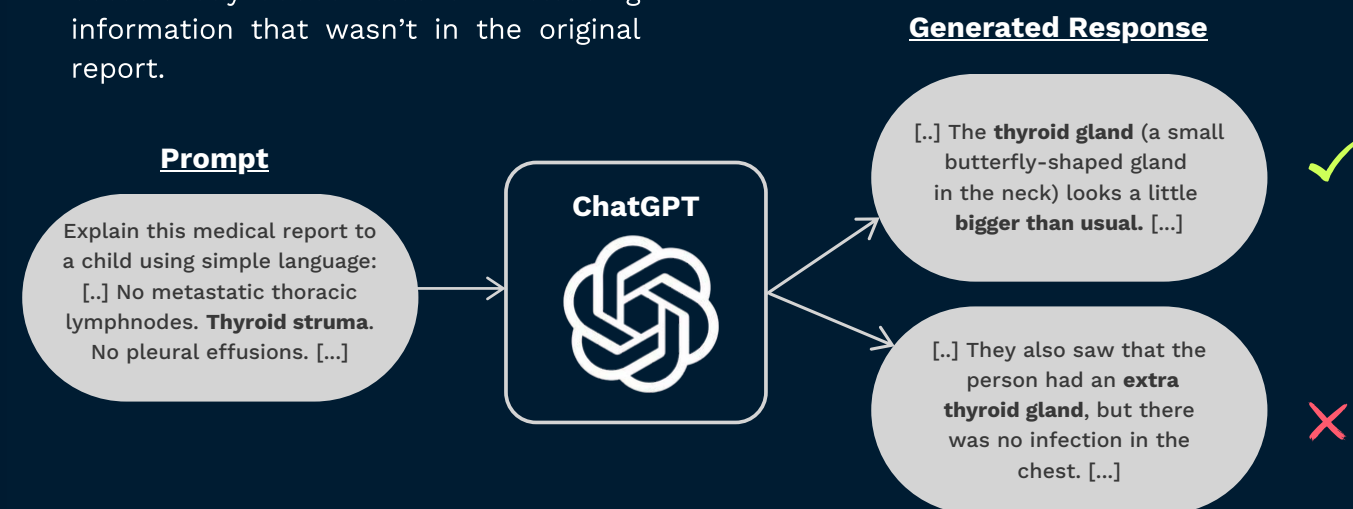 information that wasn't in the original
report.
Prompt
Explain this medical report to
a child using simple language:
[..] No metastatic thoracic
lymphnodes. Thyroid struma.
No pleural effusions. [...]
ChatGPT
Generated Response
[..] The thyroid gland (a small
butterfly-shaped gland
in the neck) looks a little
bigger than usual. [...]
[..] They also saw that the
person had an extra
thyroid gland, but there
was no infection in the
chest. [...]